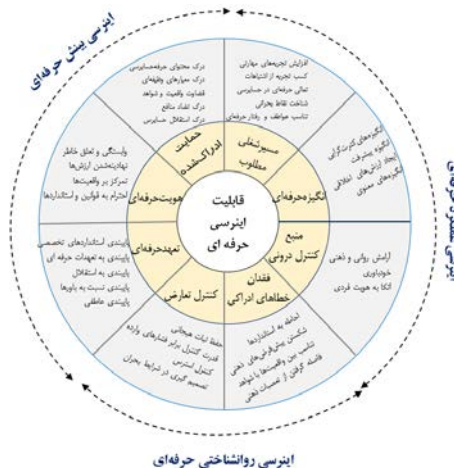 اینرسی بینش حرفه‌ای
اینرسی عملکرد حرفه‌ای
اینرسی روانشناختی حرفه‌ای
قابلیت
اینرسی
حرفه ای
مسیرشغلی
مطلوب
افزایش تجربه‌های مهارتی
کسب تجربه از اشتباهات
تعالی حرفه‌ای در حسابرسی
شناخت نقاط بحرانی
تناسب عواطف و رفتار حرفه‌ای
انگیزه‌حرفه‌ای
انگیزه‌های کثرت‌گرایی
انگیزه پیشرفت
ایجاد ارزش‌های اخلاقی
انگیزه‌های معنوی
منبع
کنترل درونی
آرامش روانی و ذهنی
خودباوری
اتکا به هویت فردی
فقدان
خطاهای ادراکی
احاطه به استانداردها
شکستن پیش‌فرض‌های ذهنی
تناسب بین واقعیت‌ها با شواهد
فاصله گرفتن از تعصبات ذهنی
کنترل تعارض
حفظ ثبات هیجانی
قدرت کنترل برابر فشارهای وارده
کنترل استرس
تصمیم گیری در شرایط بحران
تعهدحرفه‌ای
پایبندی استانداردهای تخصصی
پایبندی به تعهدات حرفه ای
پایبندی به استقلال
پایبندی نسبت به باورها
پایبندی عاطفی
هویت‌حرفه‌ای
وابستگی و تعلق خاطر
نهادینه‌شدن ارزش‌ها
تمرکز بر واقعیت‌ها
احترام به قوانین و استانداردها
حمایت
ادراک‌شده
درک محتوای حرفه‌حسابرسی
درک معیارهای وظیفه‌ای
قضاوت واقعیت و شواهد
درک تضاد منافع
درک استقلال حسابرس